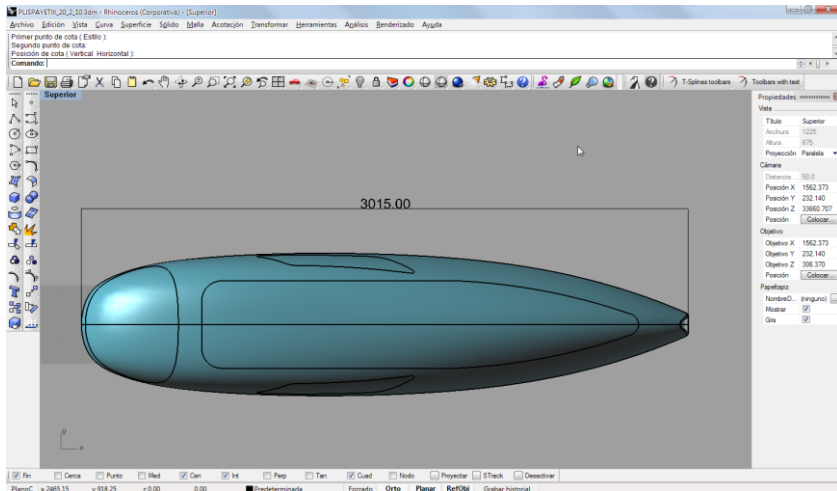 PLISPAYETIII_20_2_10.3dm - Rhinoceros (Corporativa) - [Superior]
Archivo Edición Vista Curva Superficie Sólido Malla Acotación Transformar Herramientas Análisis Renderizado Ayuda
Primer punto de cota ( Estilo ):
Segundo punto de cota:
Posición de cota ( Vertical Horizontal ):
Comando:
T-Splines toolbars
Toolbars with text
Superior
3015.00
y
x
Propiedades
Vista
Título Superior
Anchura 1225
Altura 675
Proyección Paralela
Cámara
Distancia ... 50.0
Posición X 1562.373
Posición Y 232.140
Posición Z 33660.707
Posición Colocar...
Objetivo
Objetivo X 1562.373
Objetivo Y 232.140
Objetivo Z 306.370
Posición Colocar...
Papeltapiz
NombreD... (ninguno) ...
Mostrar
Gris
Fin Cerca Punto Med Cen Int Perp Tan Cuad Nodo Proyectar STrack Desactivar
PlanoC x 2465.15 y 918.25 z 0.00 0.00 Predeterminada Forzado Orto Planar RefObj Grabar historial